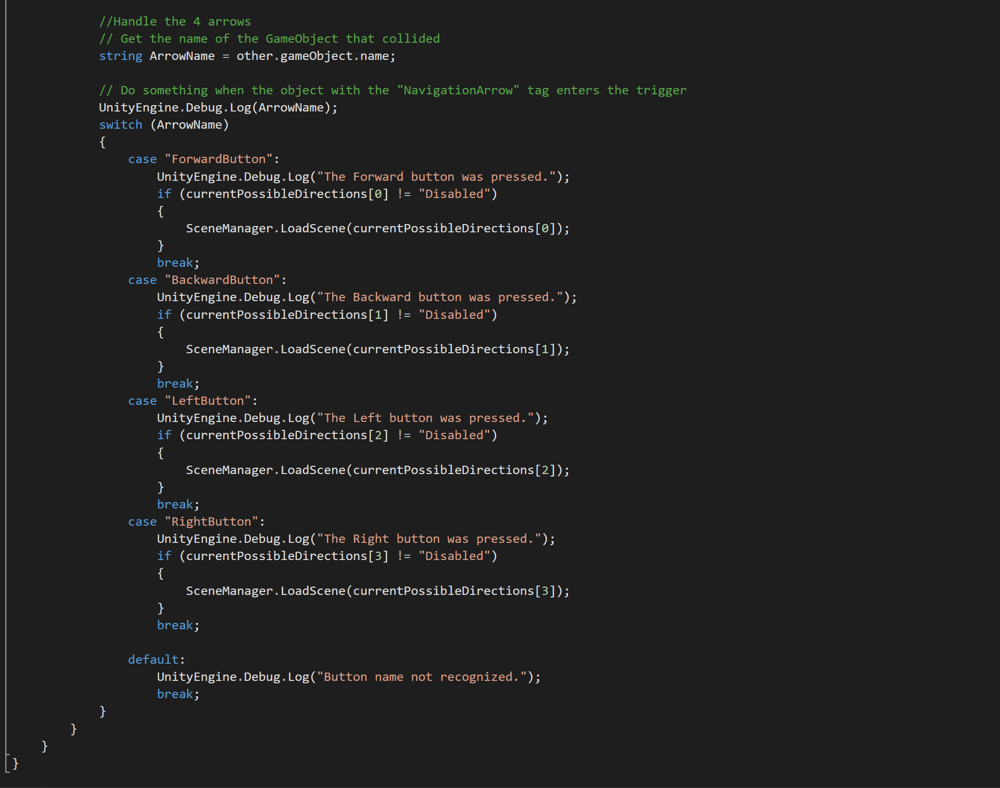 //Handle the 4 arrows
// Get the name of the GameObject that collided
string ArrowName = other.gameObject.name;
// Do something when the object with the "NavigationArrow" tag enters the trigger
UnityEngine.Debug.Log(ArrowName);
switch (ArrowName)
{
case "ForwardButton":
UnityEngine.Debug.Log("The Forward button was pressed.");
if (currentPossibleDirections[0] != "Disabled")
{
SceneManager.LoadScene(currentPossibleDirections[0]);
}
break;
case "BackwardButton":
UnityEngine.Debug.Log("The Backward button was pressed.");
if (currentPossibleDirections[1] != "Disabled")
{
SceneManager.LoadScene(currentPossibleDirections[1]);
}
break;
case "LeftButton":
UnityEngine.Debug.Log("The Left button was pressed.");
if (currentPossibleDirections[2] != "Disabled")
{
SceneManager.LoadScene(currentPossibleDirections[2]);
}
break;
case "RightButton":
UnityEngine.Debug.Log("The Right button was pressed.");
if (currentPossibleDirections[3] != "Disabled")
{
SceneManager.LoadScene(currentPossibleDirections[3]);
}
break;
default:
UnityEngine.Debug.Log("Button name not recognized.");
break;
}
}
}
}